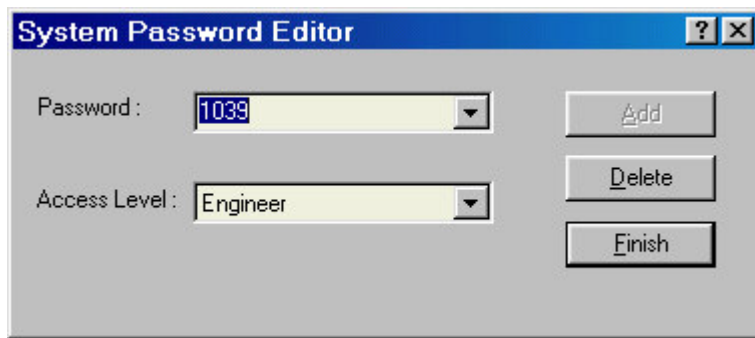 System Password Editor
Password : 1039 Add
Delete
Access Level : Engineer
Finish